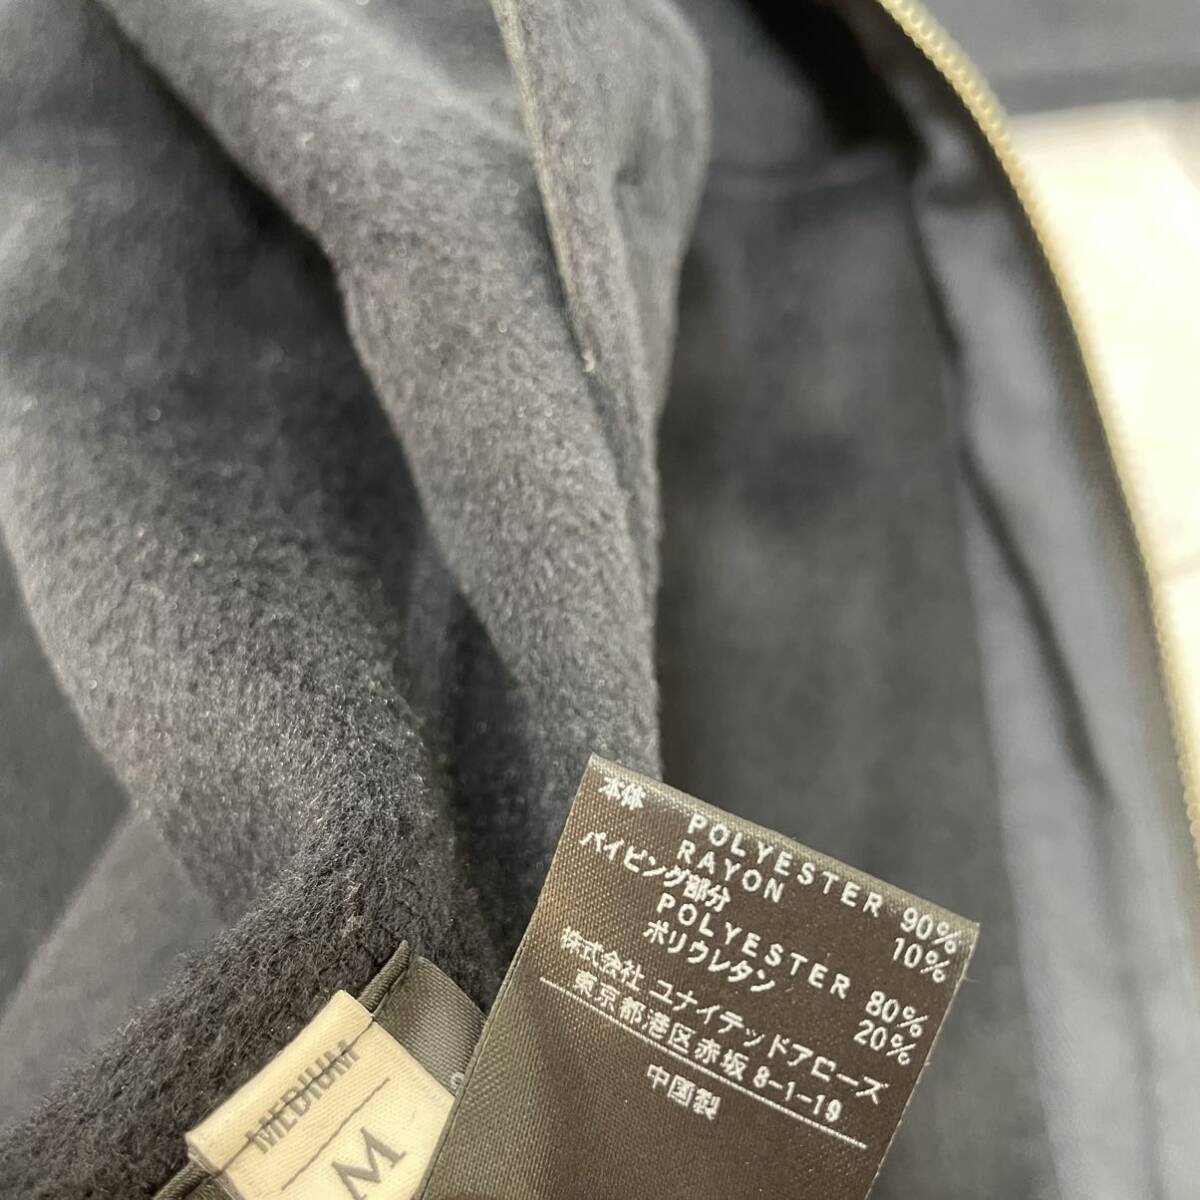 本体
POLYESTER 90%
RAYON 10%
パイピング部分
POLYESTER 80%
ポリウレタン 20%
株式会社 ユナイテッドアローズ
東京都港区赤坂 8-1-19
中国製
MEDIUM
M